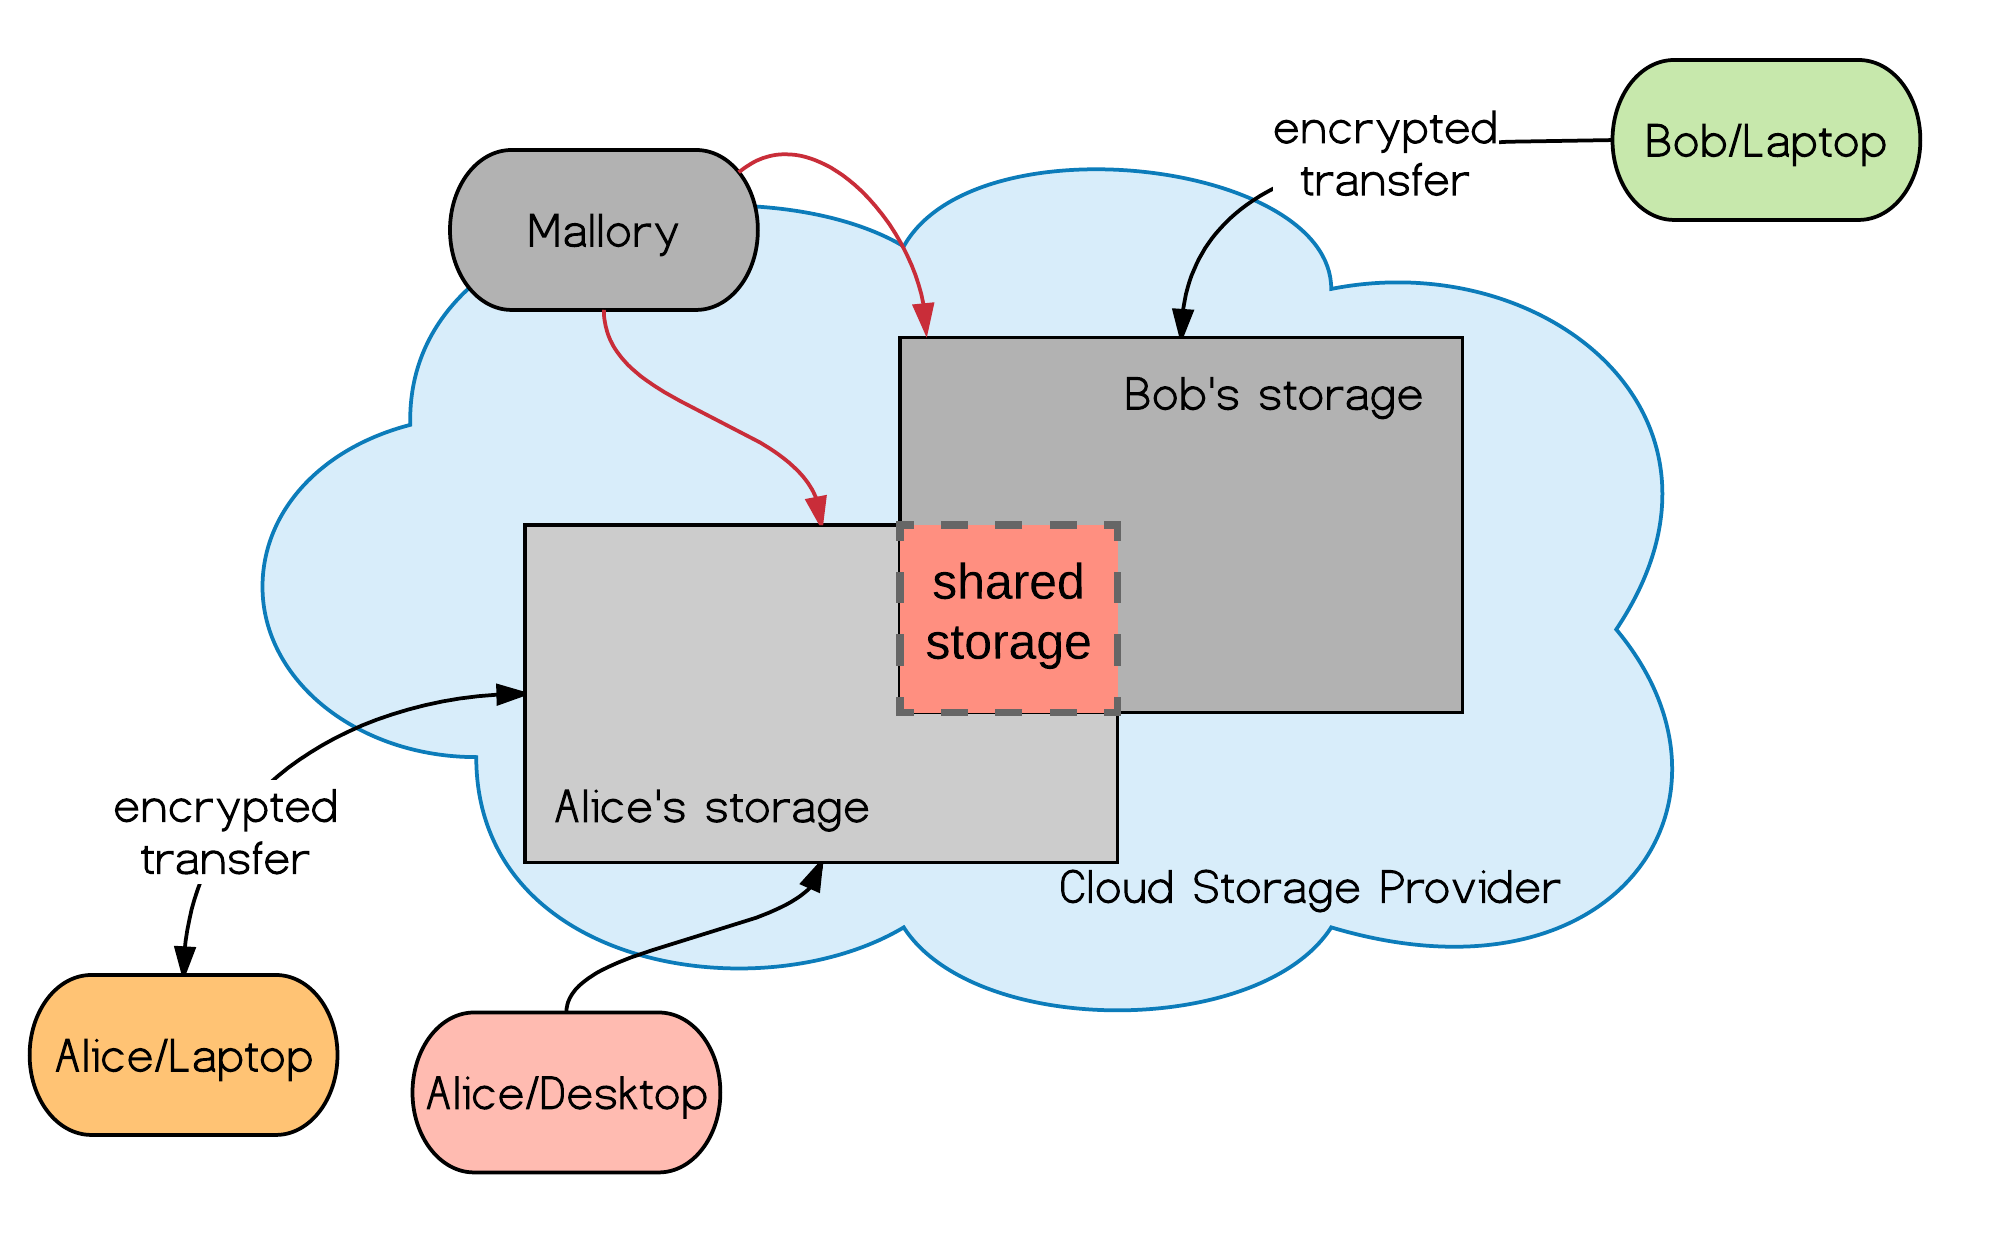 encrypted
transfer
Bob/Laptop
Mallory
Bob's storage
shared
storage
Alice's storage
encrypted
transfer
Cloud Storage Provider
Alice/Laptop
Alice/Desktop